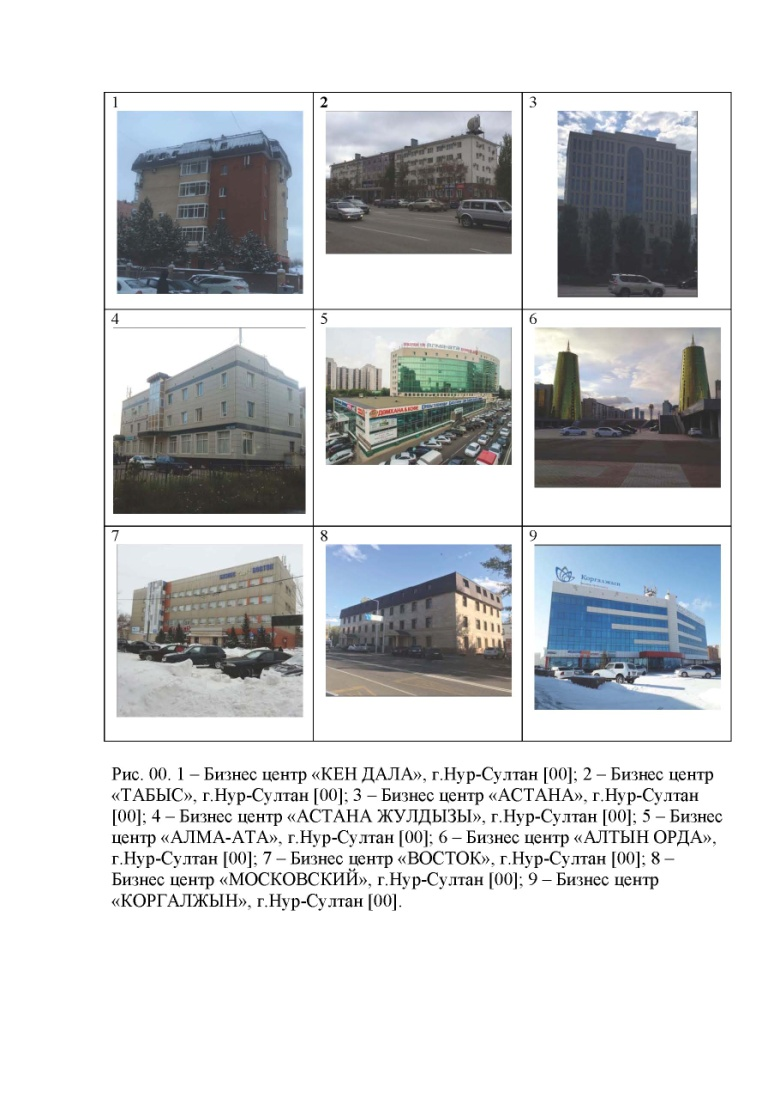 1
2
3
4
5
6
ДОМХАНА & КОМЕ
7
8
9
Коргалжын
Рис. 00. 1 – Бизнес центр «КЕН ДАЛА», г.Нур-Султан [00]; 2 – Бизнес центр
«ТАБЫС», г.Нур-Султан [00]; 3 – Бизнес центр «АСТАНА», г.Нур-Султан
[00]; 4 – Бизнес центр «АСТАНА ЖУЛДЫЗЫ», г.Нур-Султан [00]; 5 – Бизнес
центр «АЛМА-АТА», г.Нур-Султан [00]; 6 – Бизнес центр «АЛТЫН ОРДА»,
г.Нур-Султан [00]; 7 – Бизнес центр «ВОСТОК», г.Нур-Султан [00]; 8 –
Бизнес центр «МОСКОВСКИЙ», г.Нур-Султан [00]; 9 – Бизнес центр
«КОРГАЛЖЫН», г.Нур-Султан [00].